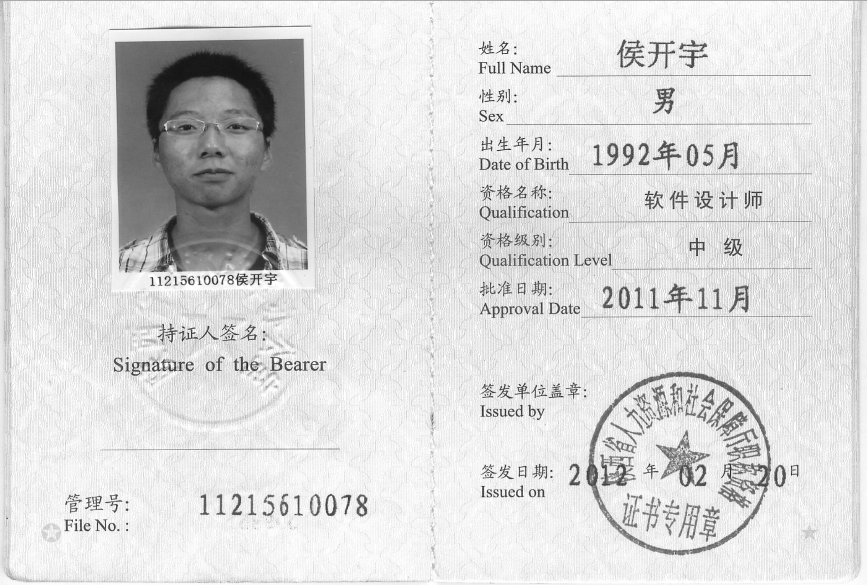 11215610078侯开宇
持证人签名:
Signature of the Bearer
管理号:
File No. :
11215610078
姓名:
Full Name
侯开宇
性别:
Sex
男
出生年月:
Date of Birth
1992年05月
资格名称:
Qualification
软件设计师
资格级别:
Qualification Level
中 级
批准日期:
Approval Date
2011年11月
签发单位盖章:
Issued by
签发日期:
Issued on
2012 年 02 月 20 日
省人力资源和社会保障厅职
证书专用章